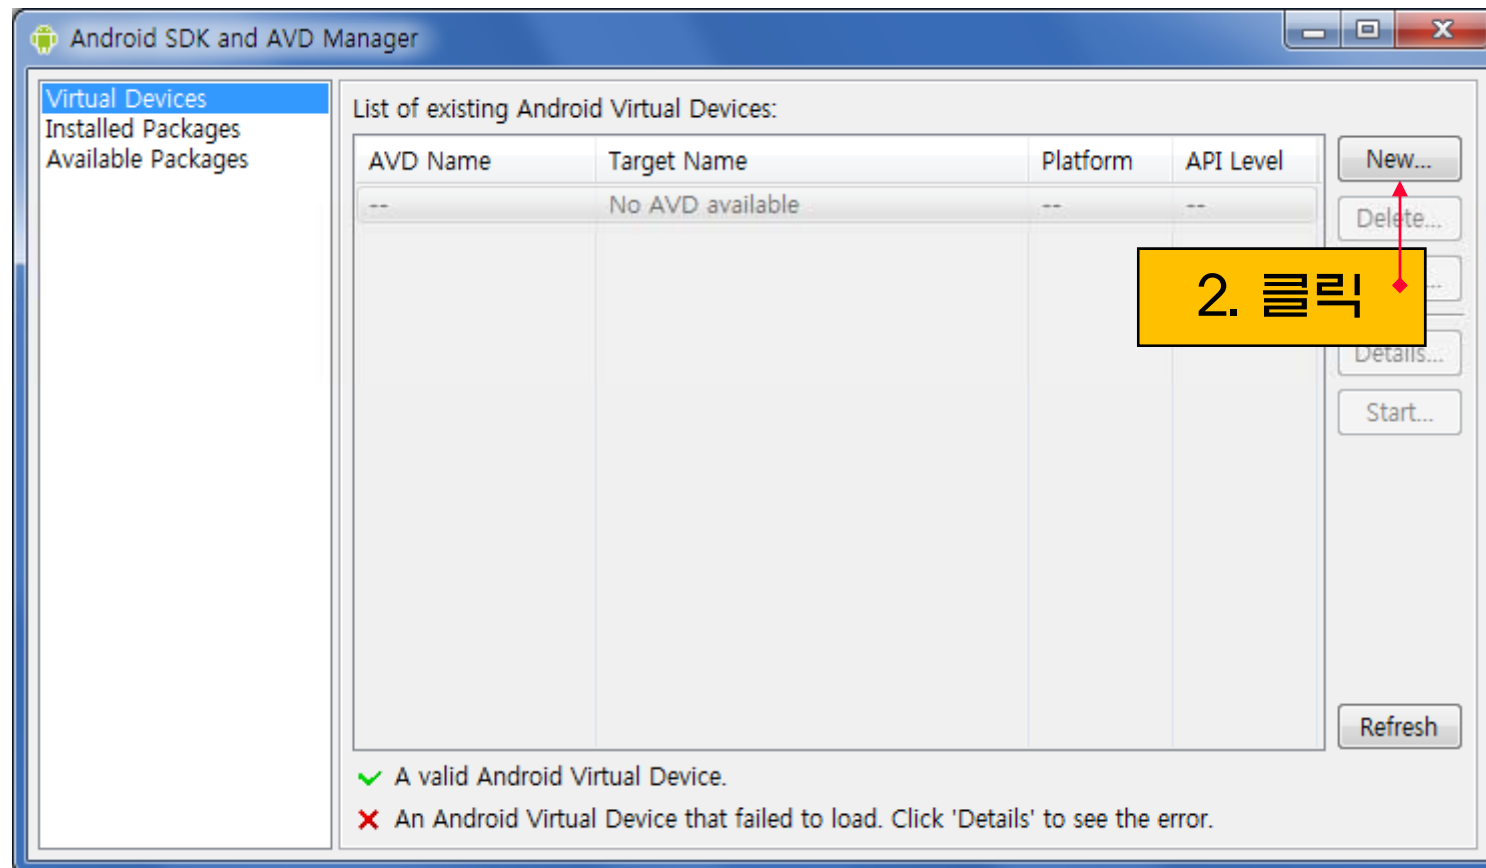 Android SDK and AVD Manager
Virtual Devices
Installed Packages
Available Packages
List of existing Android Virtual Devices:
AVD Name Target Name Platform API Level
-- No AVD available -- --
New...
Delete...
2. 클릭
...
Details...
Start...
Refresh
A valid Android Virtual Device.
An Android Virtual Device that failed to load. Click 'Details' to see the error.